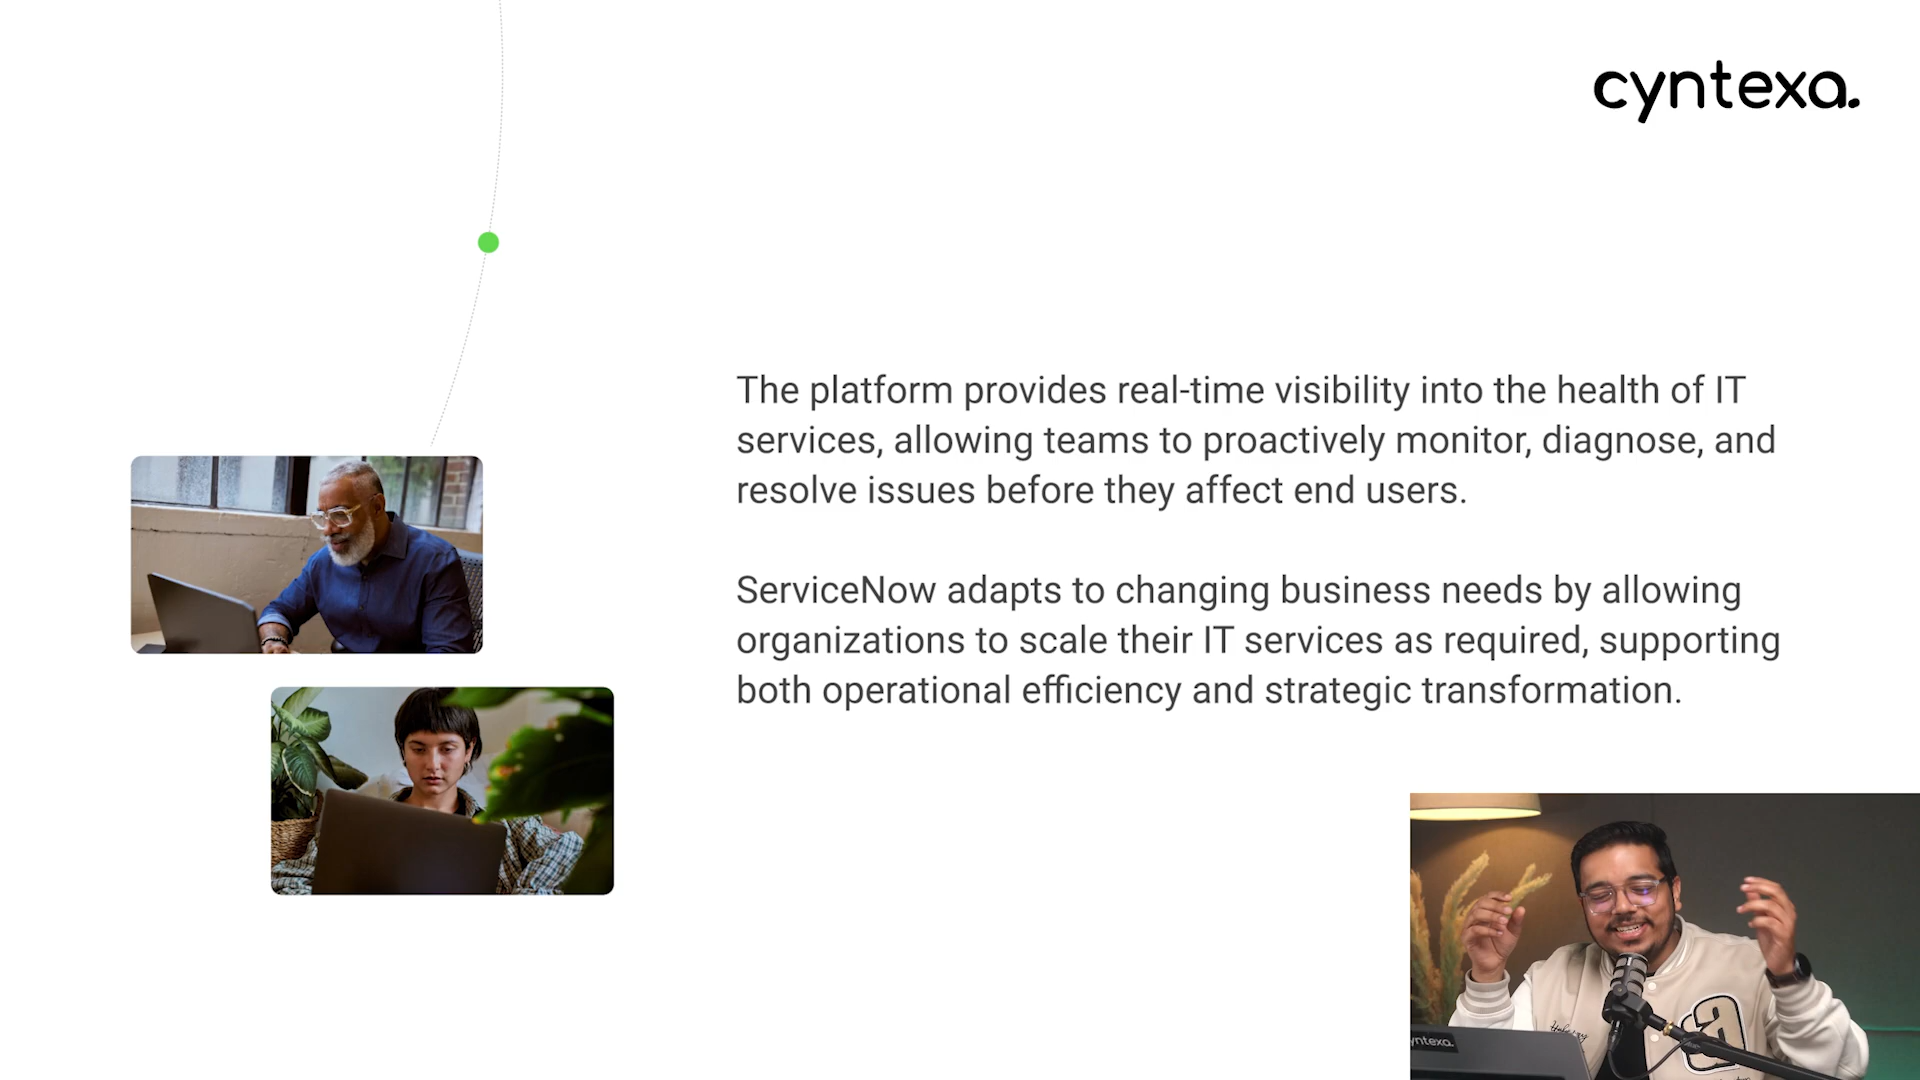 cyntexa.
The platform provides real-time visibility into the health of IT
services, allowing teams to proactively monitor, diagnose, and
resolve issues before they affect end users.
ServiceNow adapts to changing business needs by allowing
organizations to scale their IT services as required, supporting
both operational efficiency and strategic transformation.
a
yntexa.